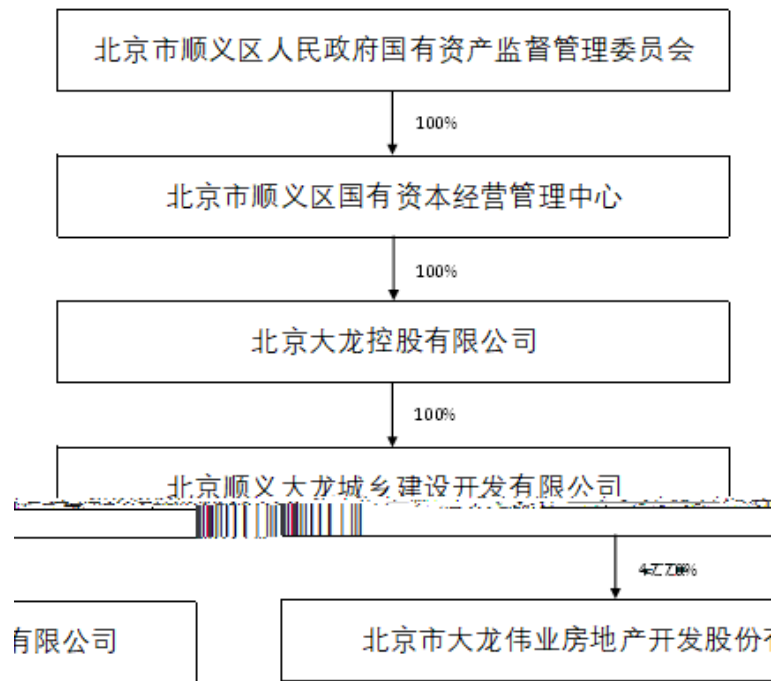 北京市顺义区人民政府国有资产监督管理委员会
100%
北京市顺义区国有资本经营管理中心
100%
北京大龙控股有限公司
100%
北京顺义大龙城乡建设开发有限公司
有限公司
北京市大龙伟业房地产开发股份